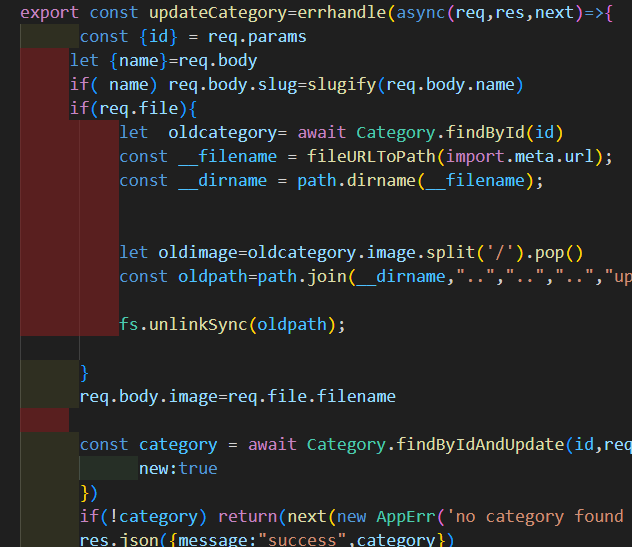 export const updateCategory=errhandle(async(req,res,next)=>{
const {id} = req.params
let {name}=req.body
if( name) req.body.slug=slugify(req.body.name)
if(req.file){
let  oldcategory= await Category.findById(id)
const __filename = fileURLToPath(import.meta.url);
const __dirname = path.dirname(__filename);
let oldimage=oldcategory.image.split('/').pop()
const oldpath=path.join(__dirname,"..","..","..","up
fs.unlinkSync(oldpath);
}
req.body.image=req.file.filename
const category = await Category.findByIdAndUpdate(id,req
new:true
})
if(!category) return(next(new AppErr('no category found
res.json({message:"success",category})